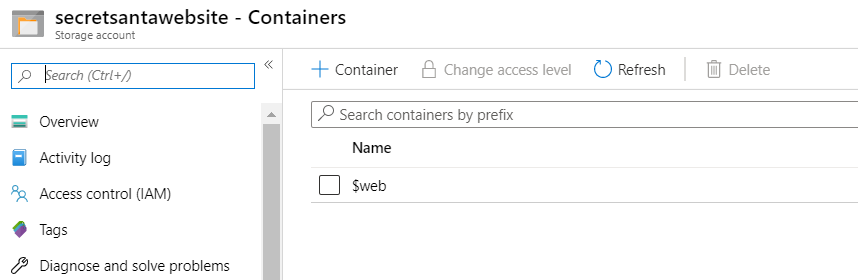 secretsantawebsite - Containers
Storage account
Search (Ctrl+/)
«
Overview
Activity log
Access control (IAM)
Tags
Diagnose and solve problems
+ Container
Change access level
Refresh
Delete
Search containers by prefix
Name
$web